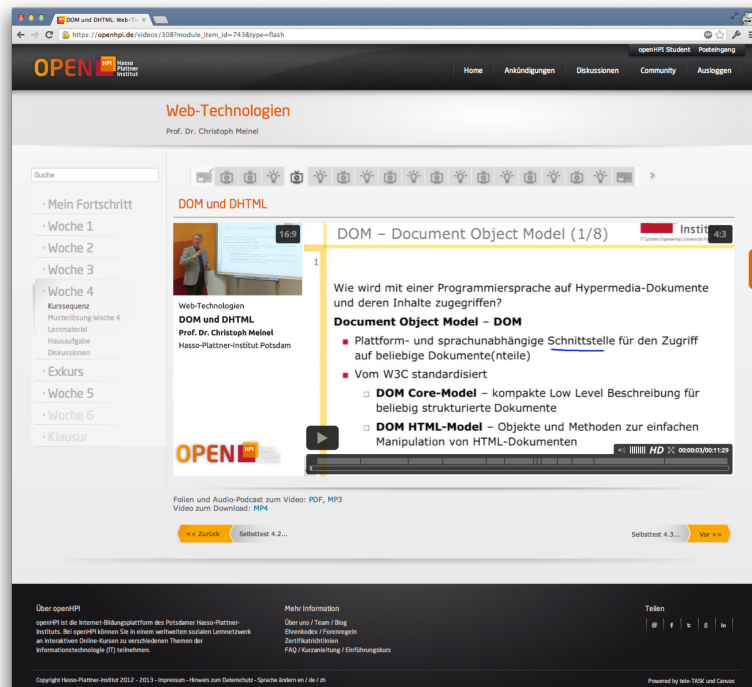 DOM und DHTML: Web-Te
https://openhpi.de/videos/308?module_item_id=743&type=flash
openHPI Student Posteingang
OPEN HPI Hasso Plattner Institut
Home Ankündigungen Diskussionen Community Ausloggen
Web-Technologien
Prof. Dr. Christoph Meinel
Suche
Mein Fortschritt
Woche 1
Woche 2
Woche 3
Woche 4
Kurssequenz
Musterlösung Woche 4
Lernmaterial
Hausaufgabe
Diskussionen
Exkurs
Woche 5
Woche 6
Klausur
DOM und DHTML
16:9
Web-Technologien
DOM und DHTML
Prof. Dr. Christoph Meinel
Hasso-Plattner-Institut Potsdam
OPEN HPI
DOM – Document Object Model (1/8)
Instit
4:3
IT Systems Engineering | Universität
1
Wie wird mit einer Programmiersprache auf Hypermedia-Dokumente
und deren Inhalte zugegriffen?
Document Object Model – DOM
Plattform- und sprachunabhängige Schnittstelle für den Zugriff
auf beliebige Dokumente(nteile)
Vom W3C standardisiert
DOM Core-Model – kompakte Low Level Beschreibung für
beliebig strukturierte Dokumente
DOM HTML-Model – Objekte und Methoden zur einfachen
Manipulation von HTML-Dokumenten
HD 00:00:03/00:11:29
Folien und Audio-Podcast zum Video: PDF, MP3
Video zum Download: MP4
<< Zurück Selbsttest 4.2...
Selbsttest 4.3... Vor >>
Über openHPI
openHPI ist die Internet-Bildungsplattform des Potsdamer Hasso-Plattner-
Instituts. Bei openHPI können Sie in einem weltweiten sozialen Lernnetzwerk
an interaktiven Online-Kursen zu verschiedenen Themen der
Informationstechnologie (IT) teilnehmen.
Mehr Information
Über uns / Team / Blog
Ehrenkodex / Forenregeln
Zertifikatrichtlinien
FAQ / Kurzanleitung / Einführungskurs
Teilen
@ f t g in
Copyright Hasso-Plattner-Institut 2012 - 2013 - Impressum - Hinweis zum Datenschutz - Sprache ändern en / de / zh
Powered by tele-TASK und Canvas